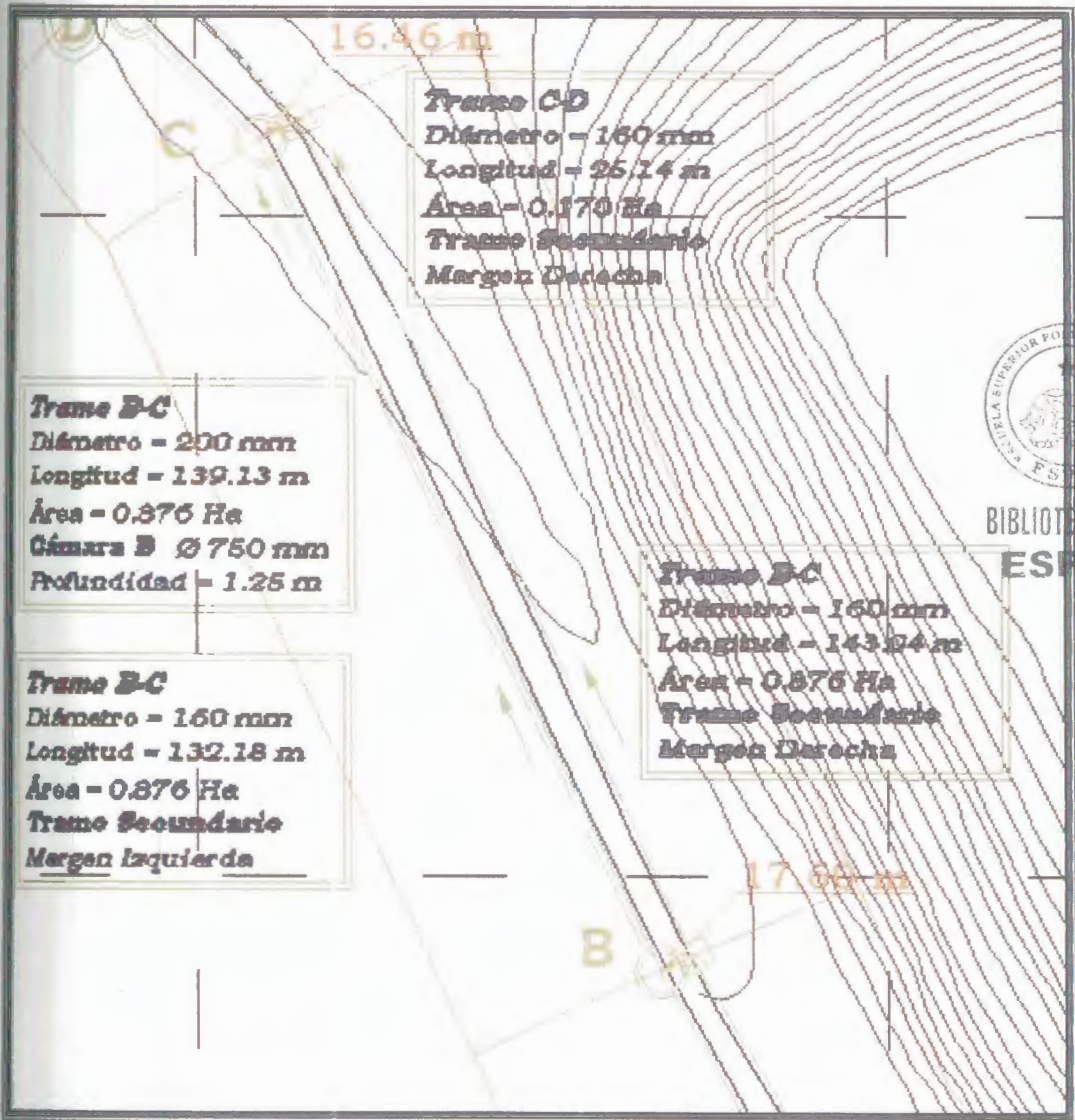 D
16.46 m
C
Tramo C-D
Diámetro = 160 mm
Longitud = 26.14 m
Área = 0.170 Ha
Tramo Secundario
Margen Derecha
Tramo B-C
Diámetro = 200 mm
Longitud = 139.13 m
Área = 0.876 Ha
Cámara B Ø 750 mm
Profundidad = 1.25 m
Tramo B-C
Diámetro = 160 mm
Longitud = 132.18 m
Área = 0.876 Ha
Tramo Secundario
Margen Izquierda
Tramo B-C
Diámetro = 160 mm
Longitud = 143.04 m
Área = 0.876 Ha
Tramo Secundario
Margen Derecha
17.60 m
B
ESCUELA SUPERIOR